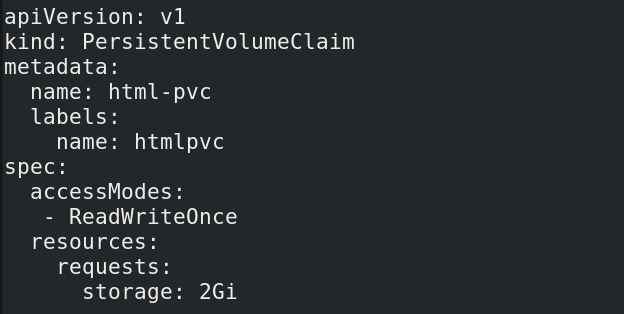 apiVersion: v1
kind: PersistentVolumeClaim
metadata:
  name: html-pvc
  labels:
    name: htmlpvc
spec:
  accessModes:
   - ReadWriteOnce
  resources:
    requests:
      storage: 2Gi